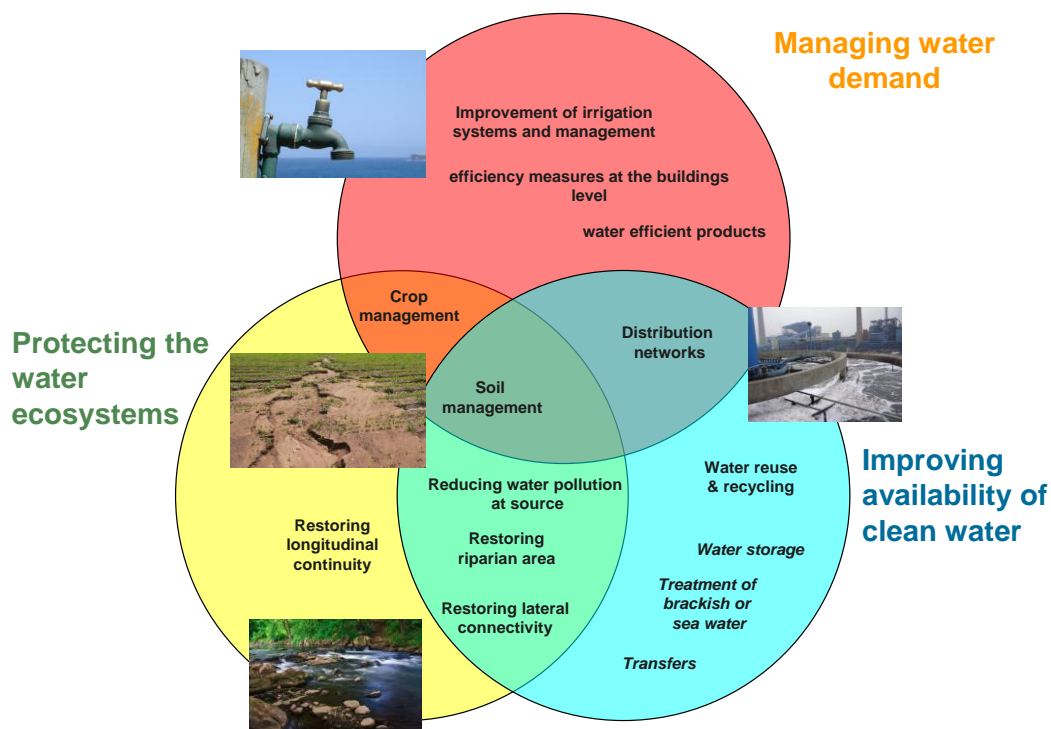 Managing water
demand
Improvement of irrigation
systems and management
efficiency measures at the buildings
level
water efficient products
Crop
management
Distribution
networks
Protecting the
water
ecosystems
Soil
management
Improving
availability of
clean water
Water reuse
& recycling
Reducing water pollution
at source
Restoring
longitudinal
continuity
Restoring
riparian area
Water storage
Treatment of
brackish or
sea water
Restoring lateral
connectivity
Transfers